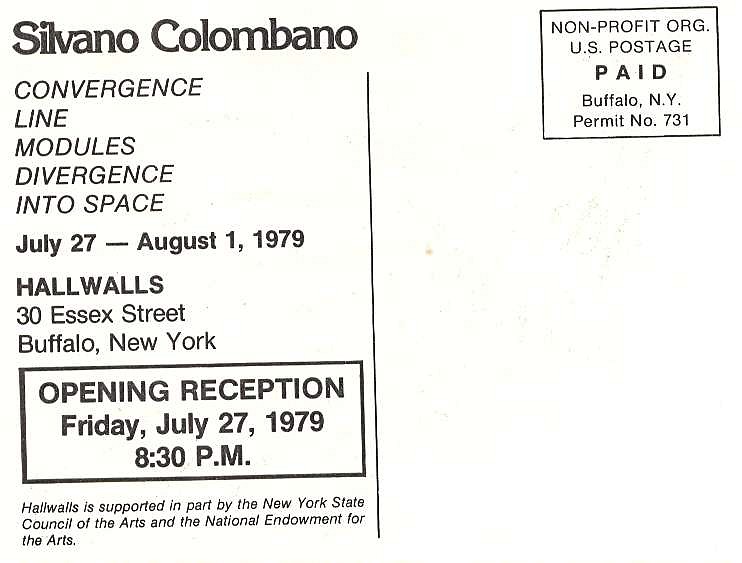 Silvano Colombano
CONVERGENCE
LINE
MODULES
DIVERGENCE
INTO SPACE
July 27 — August 1, 1979
HALLWALLS
30 Essex Street
Buffalo, New York
OPENING RECEPTION
Friday, July 27, 1979
8:30 P.M.
Hallwalls is supported in part by the New York State
Council of the Arts and the National Endowment for
the Arts.
NON-PROFIT ORG.
U.S. POSTAGE
PAID
Buffalo, N.Y.
Permit No. 731